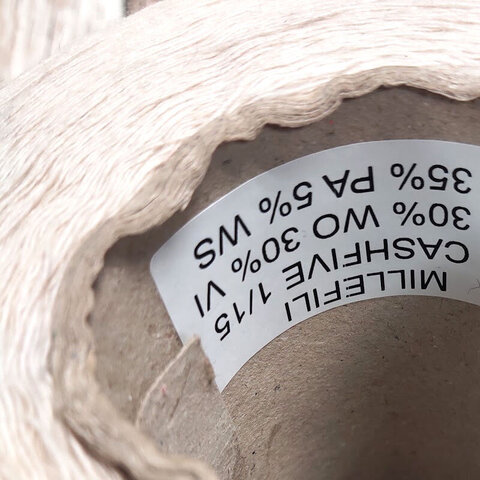 MILLEFILI
CASHFIVE 1/15
30% WO 30% VI
35% PA 5% WS